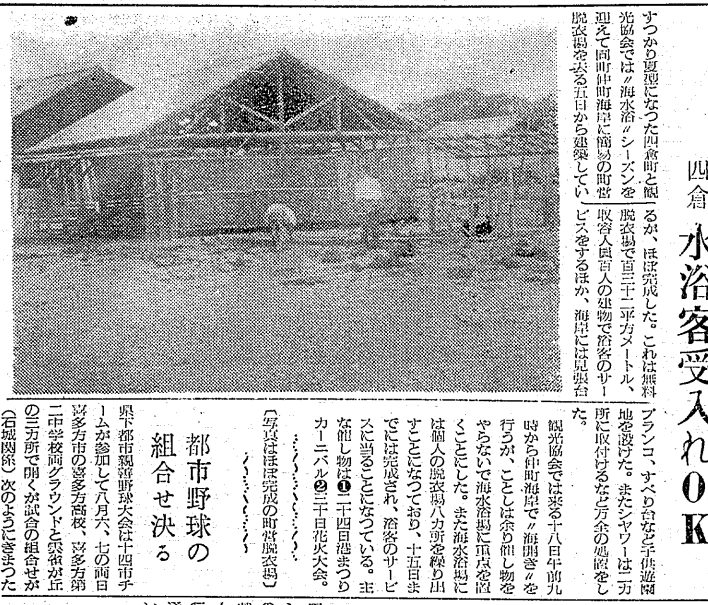 四倉 水浴客受入れOK
すつかり夏型になつた四倉町と観
光協会では〃海水浴〃シーズンを
迎えて同町仲町海岸に簡易の町営
脱衣場を去る五日から建築してい
るが、ほぼ完成した。これは無料
脱衣場で百三十二平方メートル、
収容人員百人の建物で浴客のサー
ビスをするほか、海岸には見張台
ブランコ、すべり台など子供遊園
地を設けた。またシヤワーは二カ
所に取付けるなど万全の処置をし
た。
観光協会では来る十八日午前九
時から仲町海岸で〃海開き〃を
行うが、ことしは余り催し物を
やらないで海水浴場に重点を置
くことにした。また海水浴場に
は個人の脱衣場八カ所を繰り出
すことになつており、十五日ま
でには完成され、浴客のサービ
スに当ることになつている。主
な催し物は❶二十四日港まつり
カーニバル❷三十日花火大会。
〔写真はほぼ完成の町営脱衣場〕
都市野球の
組合せ決る
県下都市親善野球大会は十四市チ
ームが参加して八月六、七の両日
喜多方市の喜多方高校、喜多方第
二中学校両グラウンドと雲雀が丘
の三カ所で開くが試合の組合せが
（石城関係）次のようにきまつた